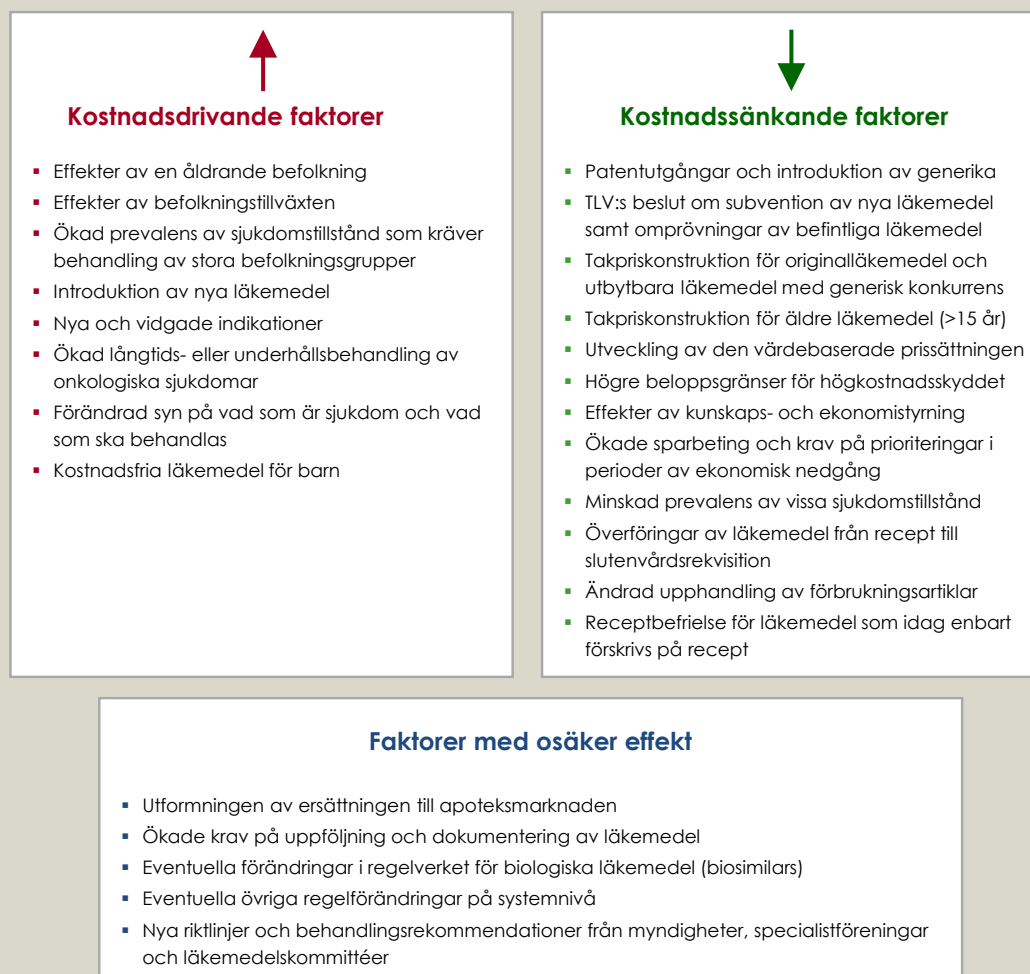 Kostnadsdrivande faktorer
▪ Effekter av en åldrande befolkning
▪ Effekter av befolkningstillväxten
▪ Ökad prevalens av sjukdomstillstånd som kräver
behandling av stora befolkningsgrupper
▪ Introduktion av nya läkemedel
▪ Nya och vidgade indikationer
▪ Ökad långtids- eller underhållsbehandling av
onkologiska sjukdomar
▪ Förändrad syn på vad som är sjukdom och vad
som ska behandlas
▪ Kostnadsfria läkemedel för barn
Kostnadssänkande faktorer
▪ Patentutgångar och introduktion av generika
▪ TLV:s beslut om subvention av nya läkemedel
samt omprövningar av befintliga läkemedel
▪ Takpriskonstruktion för originalläkemedel och
utbytbara läkemedel med generisk konkurrens
▪ Takpriskonstruktion för äldre läkemedel (>15 år)
▪ Utveckling av den värdebaserade prissättningen
▪ Högre beloppsgränser för högkostnadsskyddet
▪ Effekter av kunskaps- och ekonomistyrning
▪ Ökade sparbeting och krav på prioriteringar i
perioder av ekonomisk nedgång
▪ Minskad prevalens av vissa sjukdomstillstånd
▪ Överföringar av läkemedel från recept till
slutenvårdsrekvisition
▪ Ändrad upphandling av förbrukningsartiklar
▪ Receptbefrielse för läkemedel som idag enbart
förskrivs på recept
Faktorer med osäker effekt
▪ Utformningen av ersättningen till apoteksmarknaden
▪ Ökade krav på uppföljning och dokumentering av läkemedel
▪ Eventuella förändringar i regelverket för biologiska läkemedel (biosimilars)
▪ Eventuella övriga regelförändringar på systemnivå
▪ Nya riktlinjer och behandlingsrekommendationer från myndigheter, specialistföreningar
och läkemedelskommittéer